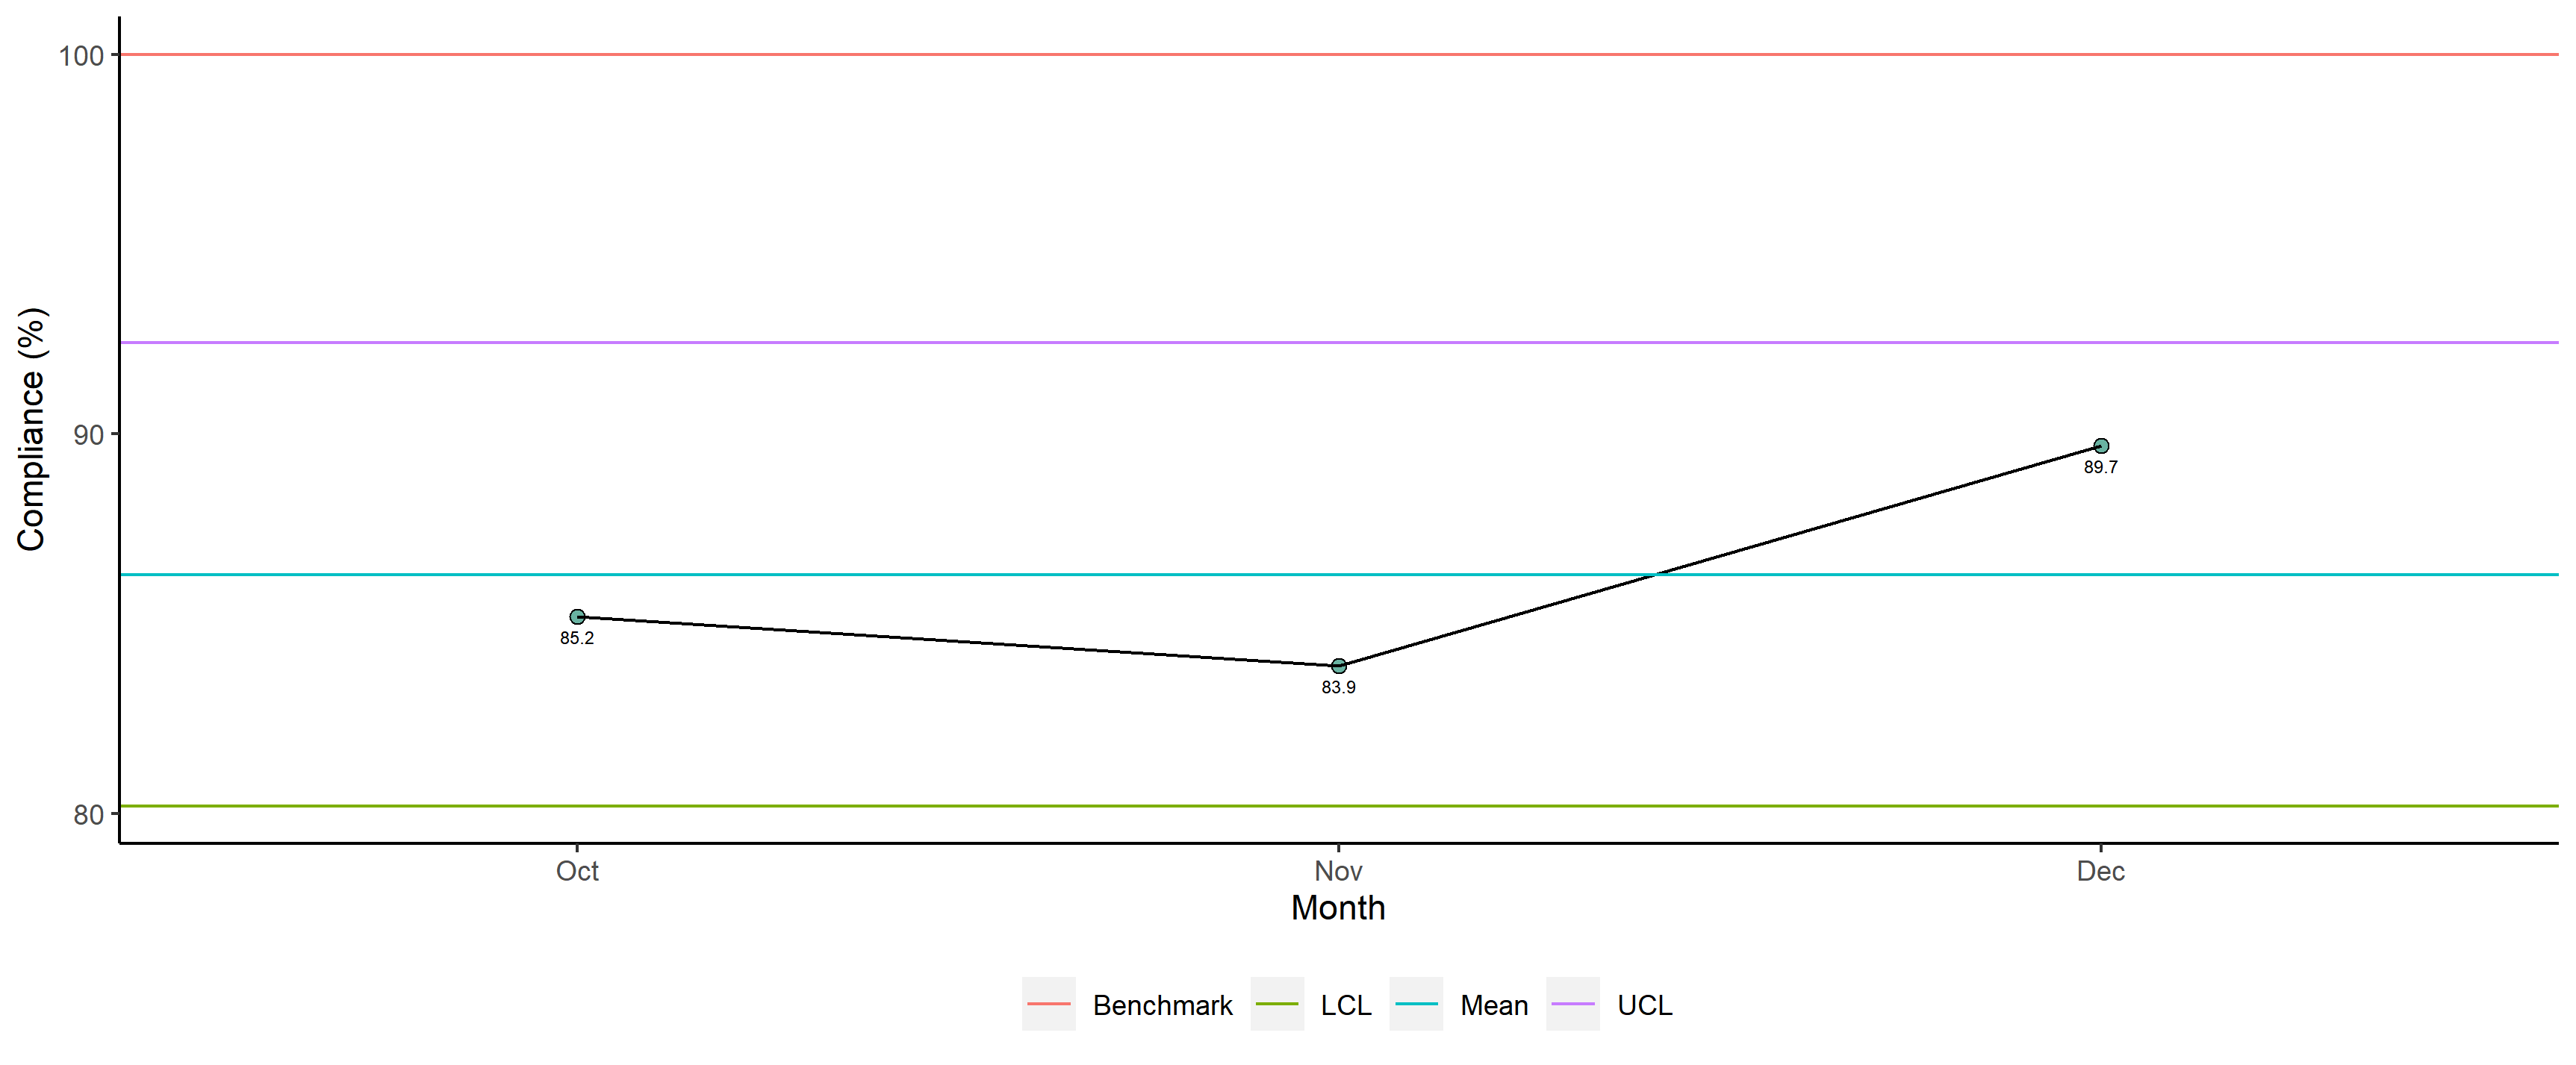 Compliance (%)
100
90
80
85.2
83.9
89.7
Oct Nov Dec
Month
Benchmark LCL Mean UCL